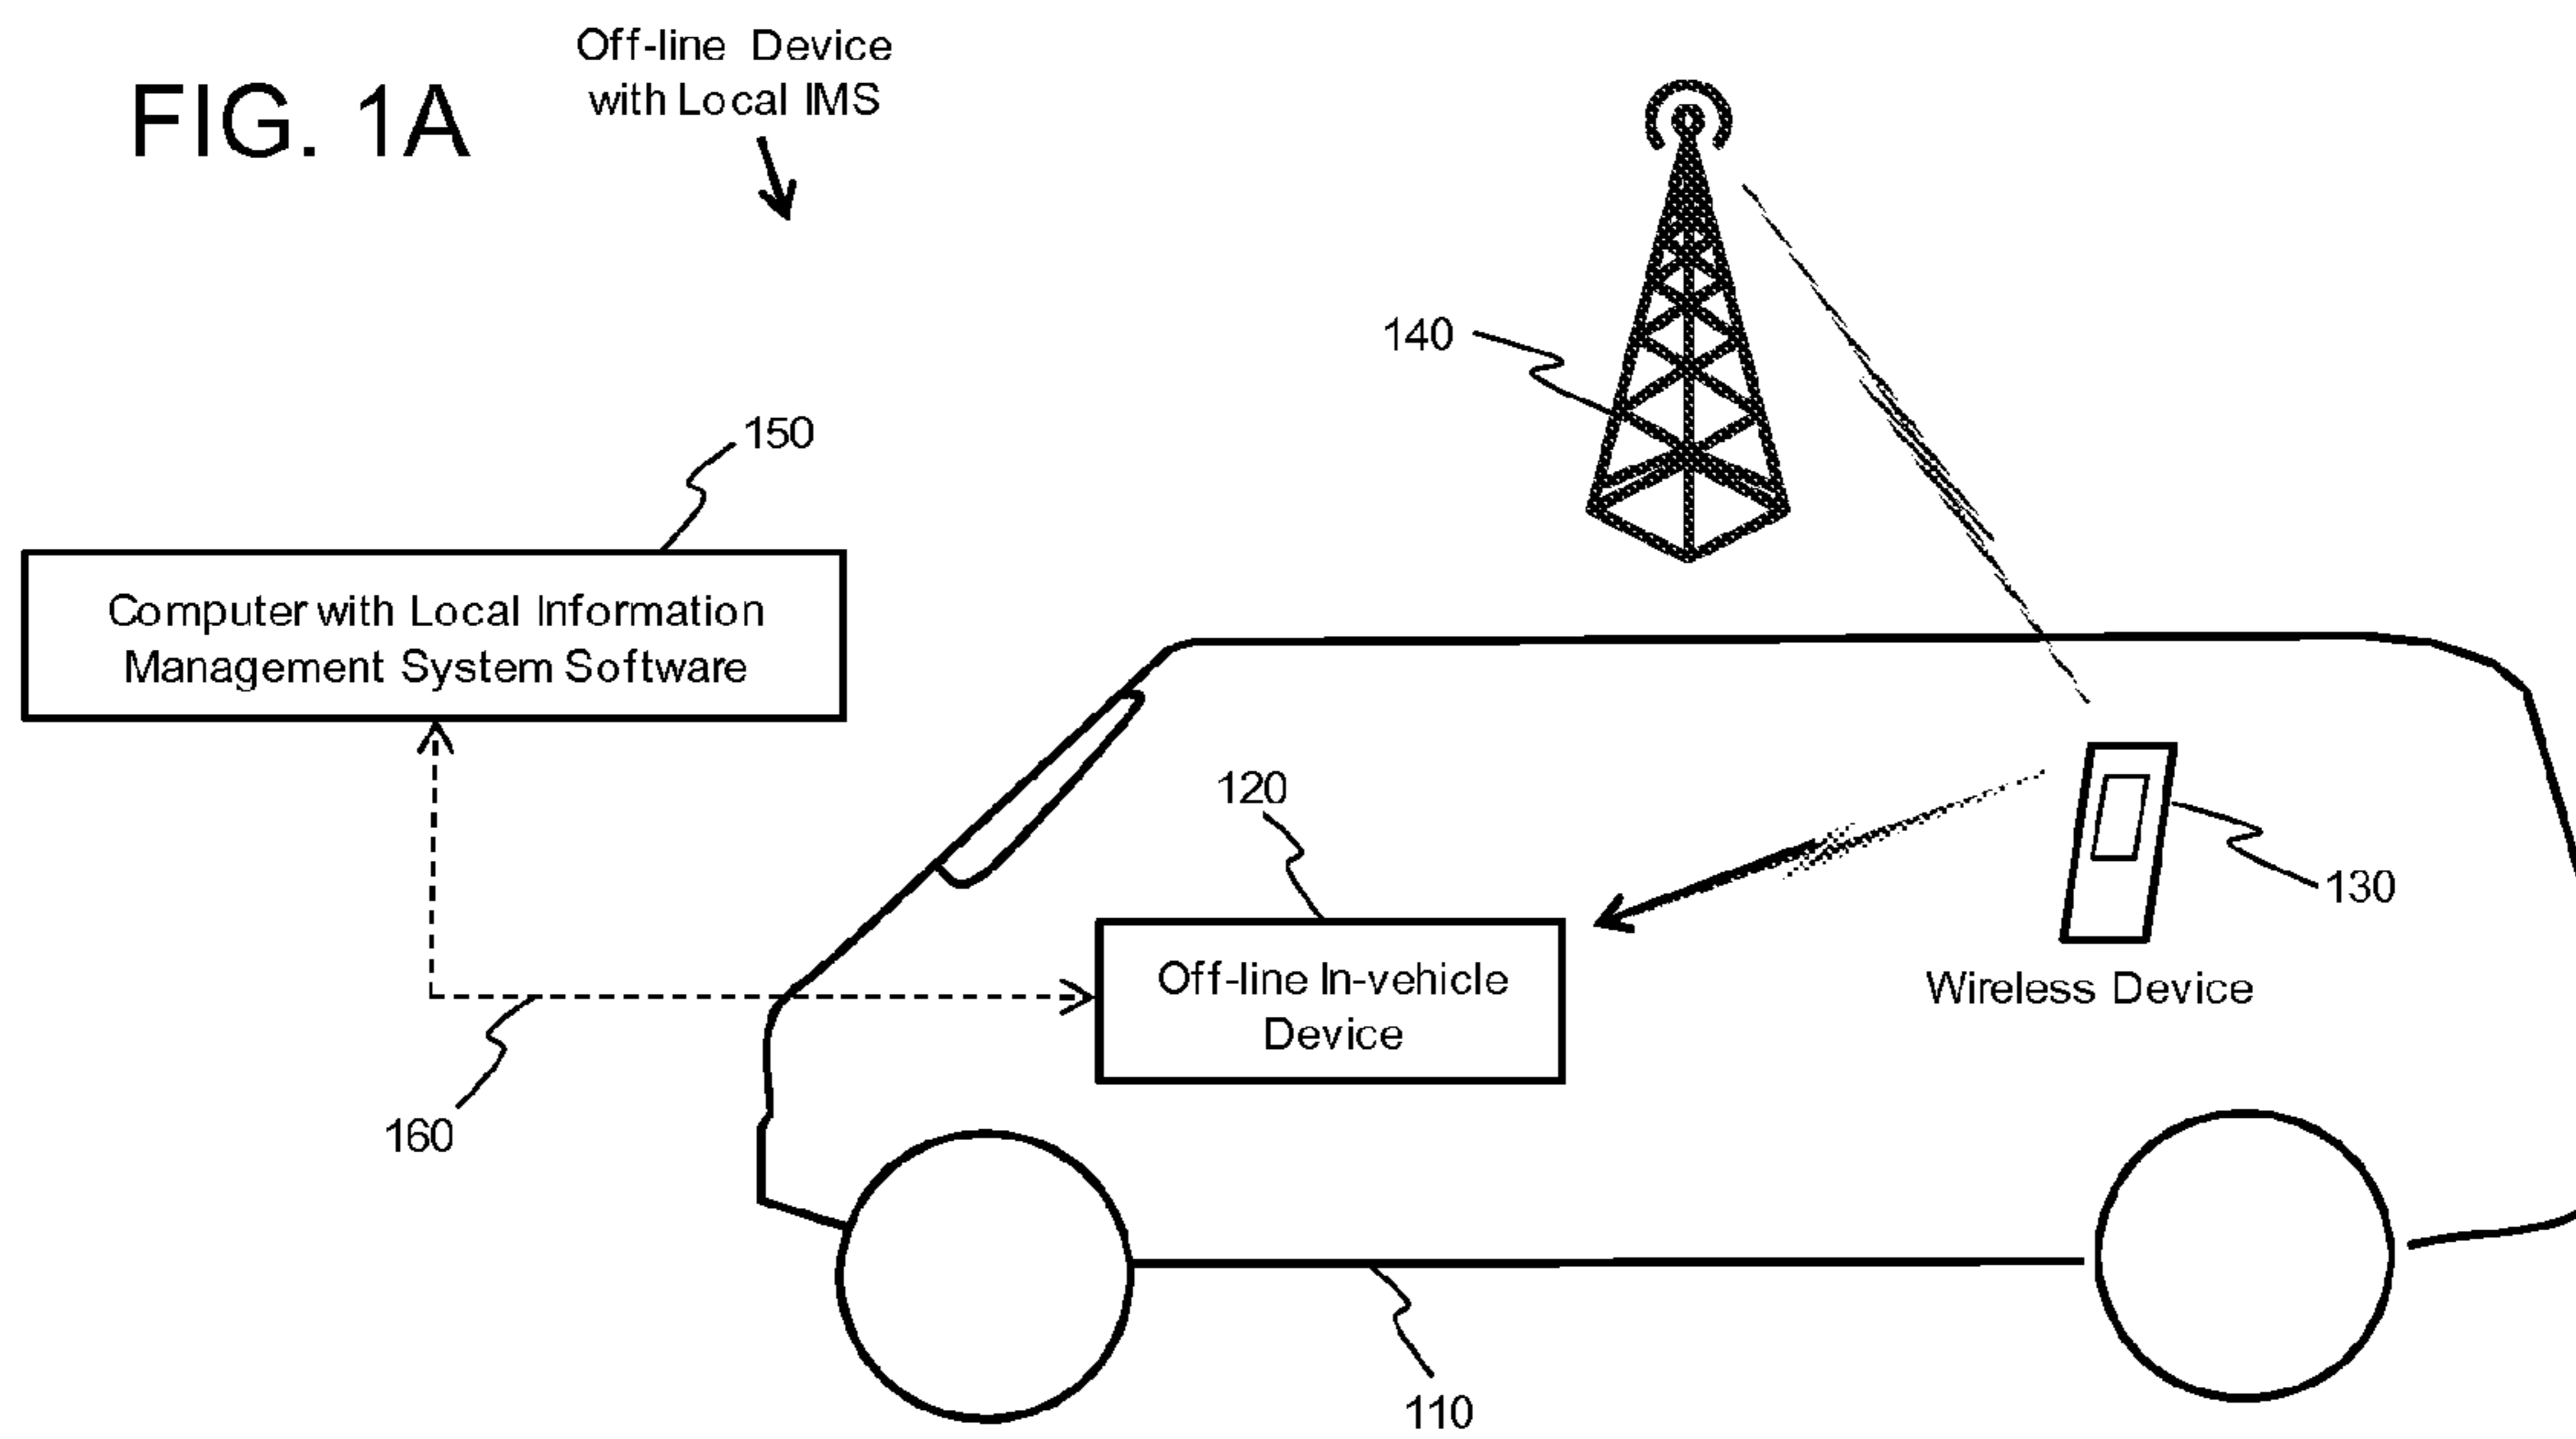 FIG. 1A
Off-line Device
with Local IMS
140
150
Computer with Local Information
Management System Software
120
130
Off-line In-vehicle
Device
Wireless Device
160
110